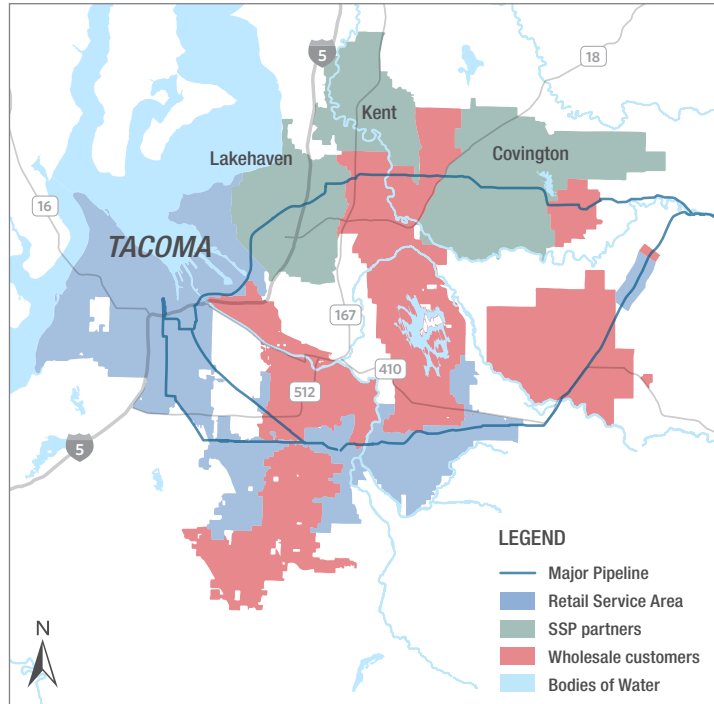 5
18
Kent
Lakehaven
Covington
16
TACOMA
167
410
512
5
LEGEND
Major Pipeline
Retail Service Area
SSP partners
Wholesale customers
Bodies of Water
N